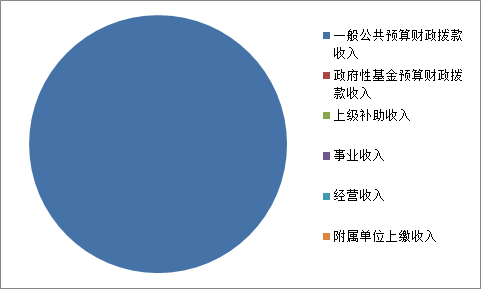 一般公共预算财政拨款
收入
政府性基金预算财政拨
款收入
上级补助收入
事业收入
经营收入
附属单位上缴收入